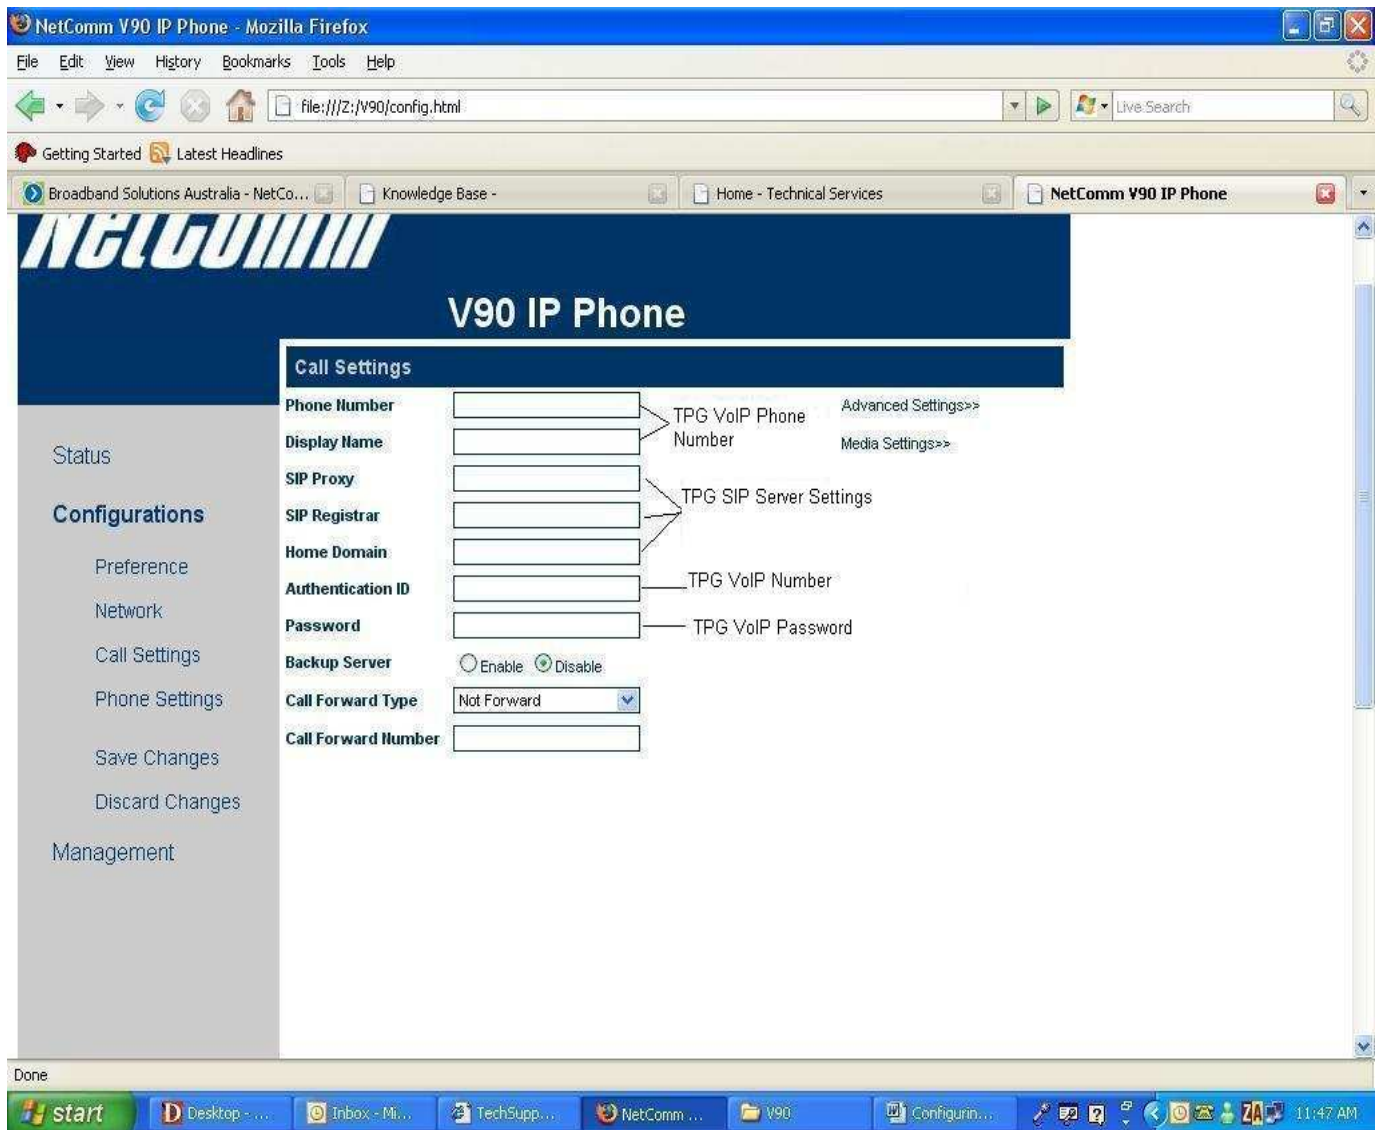 NetComm V90 IP Phone - Mozilla Firefox
File Edit View History Bookmarks Tools Help
file:///Z:/V90/config.html
Live Search
Getting Started Latest Headlines
Broadband Solutions Australia - NetCo... Knowledge Base - Home - Technical Services NetComm V90 IP Phone
NetComm
V90 IP Phone
Call Settings
Phone Number
TPG VoIP Phone
Number
Advanced Settings>>
Display Name
Media Settings>>
SIP Proxy
TPG SIP Server Settings
SIP Registrar
Home Domain
Authentication ID
TPG VoIP Number
Password
TPG VoIP Password
Backup Server Enable Disable
Call Forward Type Not Forward
Call Forward Number
Status
Configurations
Preference
Network
Call Settings
Phone Settings
Save Changes
Discard Changes
Management
Done
start Desktop - ... Inbox - Mi... TechSupp... NetComm ... V90 Configurin... ZA 11:47 AM